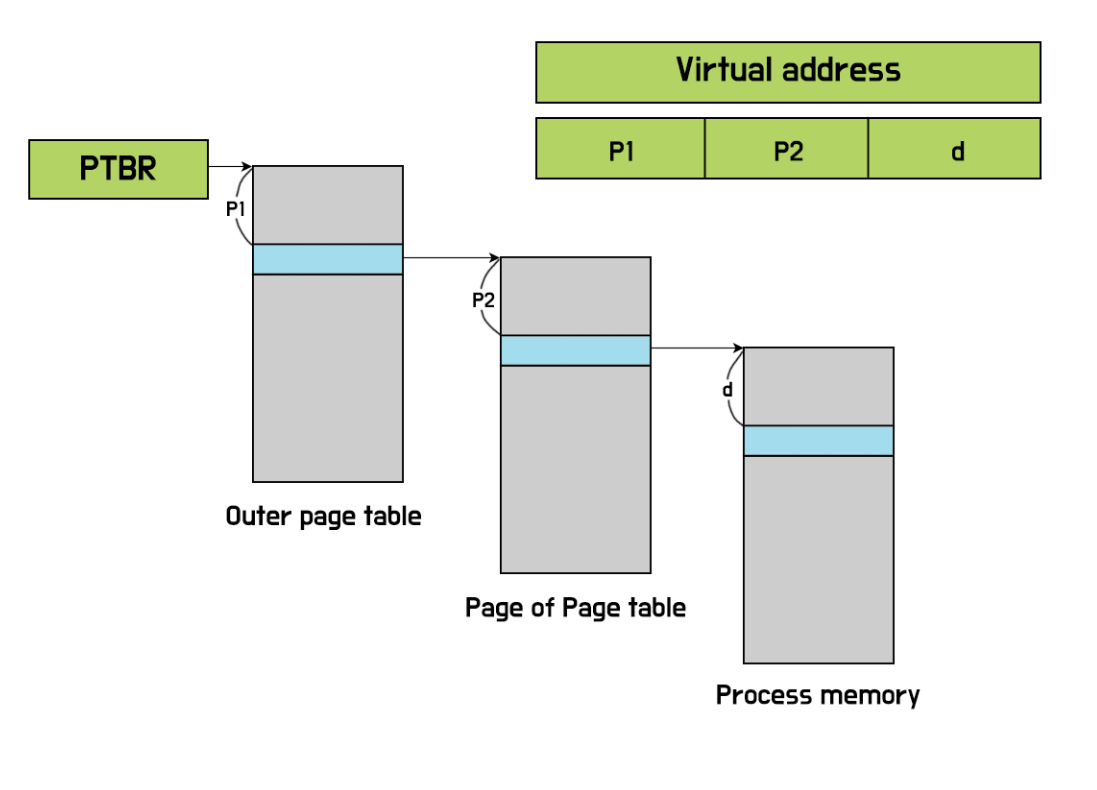 Virtual address
P1 P2 d
PTBR
P1
P2
d
Outer page table
Page of Page table
Process memory